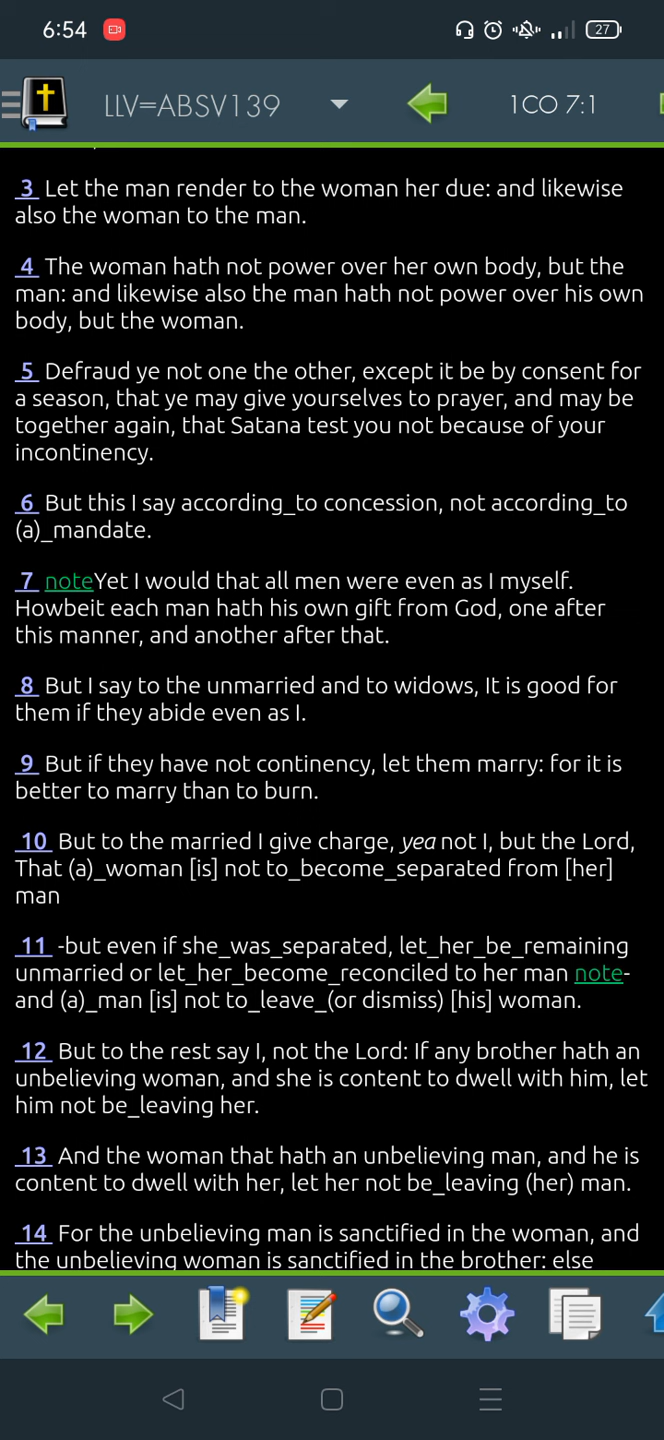 6:54
27
LLV=ABSV139
1CO 7:1
3 Let the man render to the woman her due: and likewise
also the woman to the man.
4 The woman hath not power over her own body, but the
man: and likewise also the man hath not power over his own
body, but the woman.
5 Defraud ye not one the other, except it be by consent for
a season, that ye may give yourselves to prayer, and may be
together again, that Satana test you not because of your
incontinency.
6 But this I say according_to concession, not according_to
(a)_mandate.
7 noteYet I would that all men were even as I myself.
Howbeit each man hath his own gift from God, one after
this manner, and another after that.
8 But I say to the unmarried and to widows, It is good for
them if they abide even as I.
9 But if they have not continency, let them marry: for it is
better to marry than to burn.
10 But to the married I give charge, yea not I, but the Lord,
That (a)_woman [is] not to_become_separated from [her]
man
11 -but even if she_was_separated, let_her_be_remaining
unmarried or let_her_become_reconciled to her man note-
and (a)_man [is] not to_leave_(or dismiss) [his] woman.
12 But to the rest say I, not the Lord: If any brother hath an
unbelieving woman, and she is content to dwell with him, let
him not be_leaving her.
13 And the woman that hath an unbelieving man, and he is
content to dwell with her, let her not be_leaving (her) man.
14 For the unbelieving man is sanctified in the woman, and
the unbelieving woman is sanctified in the brother: else